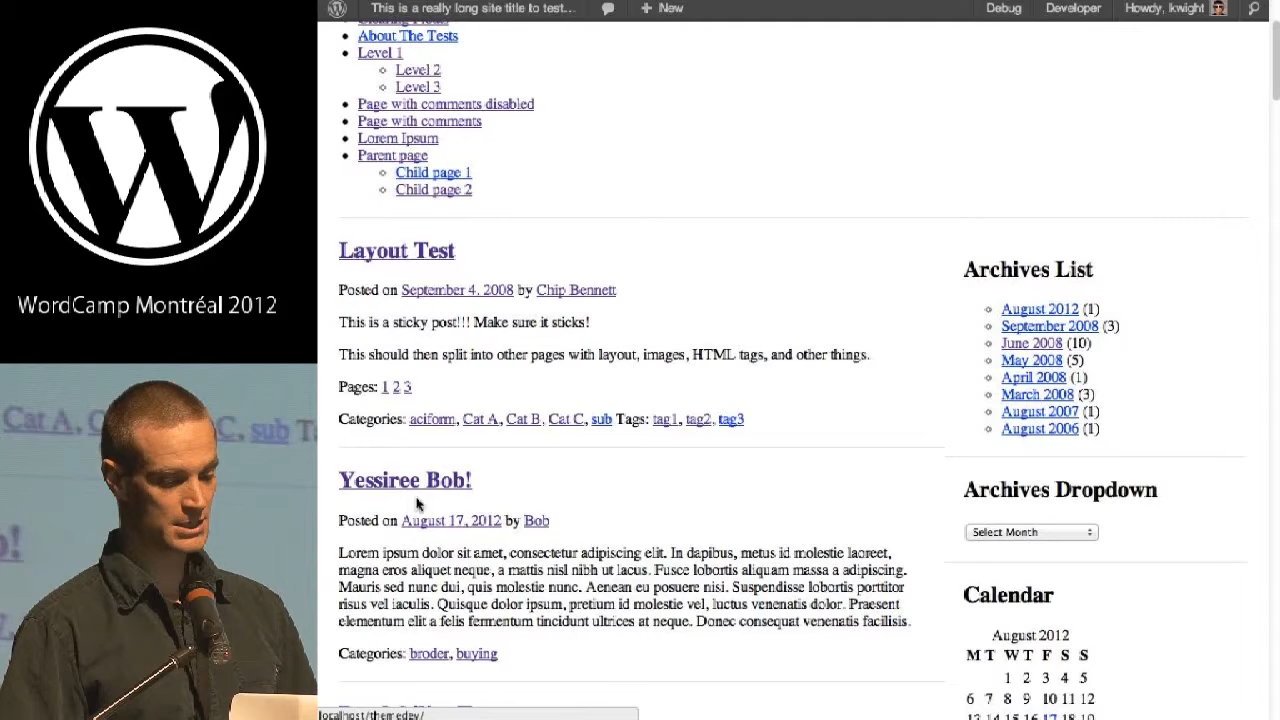 This is a really long site title to test...
New
Debug
Developer
Howdy, kwight
About The Tests
Level 1
Level 2
Level 3
Page with comments disabled
Page with comments
Lorem Ipsum
Parent page
Child page 1
Child page 2
WordCamp Montréal 2012
Layout Test
Posted on September 4, 2008 by Chip Bennett
This is a sticky post!!! Make sure it sticks!
This should then split into other pages with layout, images, HTML tags, and other things.
Pages: 1 2 3
Categories: aciform, Cat A, Cat B, Cat C, sub Tags: tag1, tag2, tag3
Yessiree Bob!
Posted on August 17, 2012 by Bob
Lorem ipsum dolor sit amet, consectetur adipiscing elit. In dapibus, metus id molestie laoreet,
magna eros aliquet neque, a mattis nisl nibh ut lacus. Fusce lobortis aliquam massa a adipiscing.
Mauris sed nunc dui, quis molestie nunc. Aenean eu posuere nisi. Suspendisse lobortis porttitor
risus vel iaculis. Quisque dolor ipsum, pretium id molestie vel, luctus venenatis dolor. Praesent
elementum elit a felis fermentum tincidunt ultrices at neque. Donec consequat venenatis facilisis.
Categories: broder, buying
Archives List
August 2012 (1)
September 2008 (3)
June 2008 (10)
May 2008 (5)
April 2008 (1)
March 2008 (3)
August 2007 (1)
August 2006 (1)
Archives Dropdown
Select Month
Calendar
August 2012
M T W T F S S
1 2 3 4 5
6 7 8 9 10 11 12
13 14 15 16 17 18 19
localhost/themedev/
Cat A, C
C, sub T
!